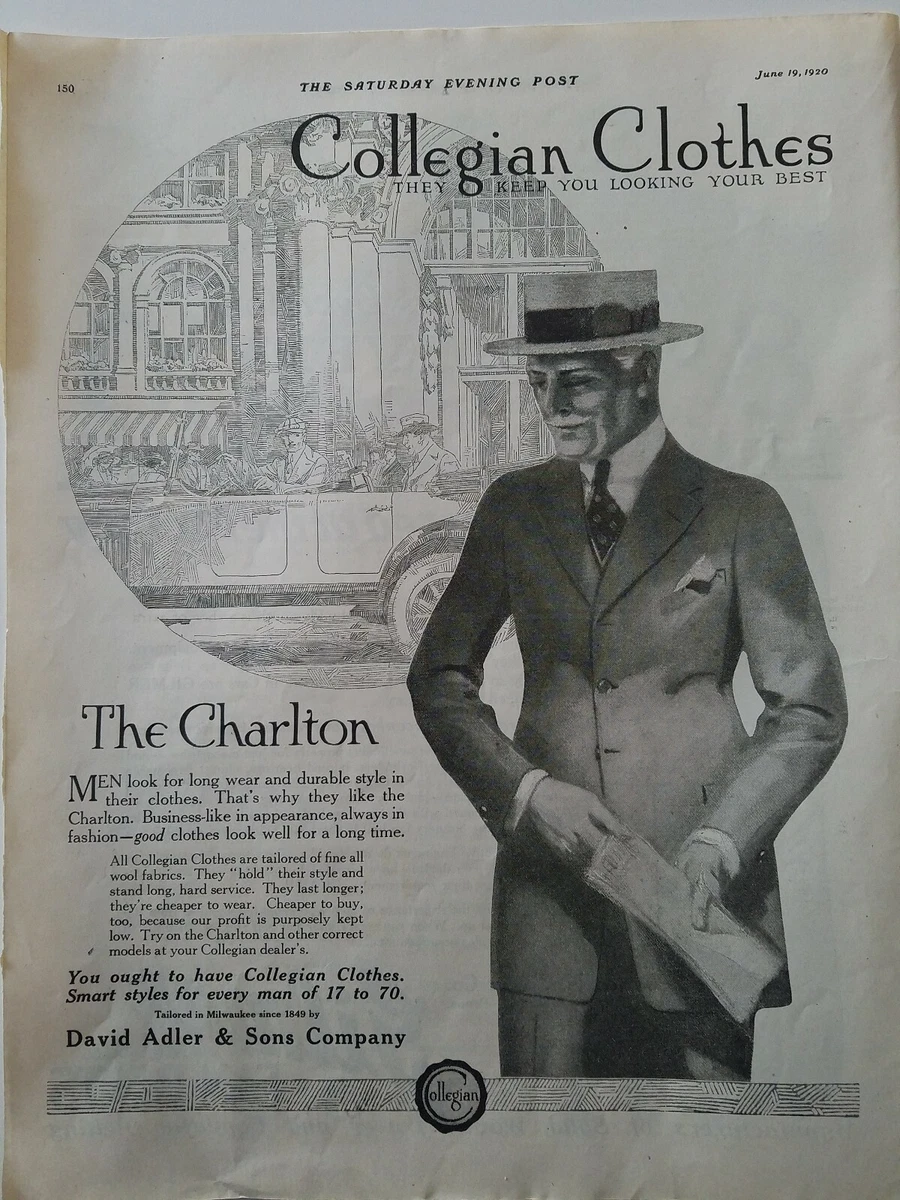 150
THE SATURDAY EVENING POST
June 19, 1920
Collegian Clothes
THEY KEEP YOU LOOKING YOUR BEST
The Charlton
MEN look for long wear and durable style in
their clothes. That's why they like the
Charlton. Business-like in appearance, always in
fashion—good clothes look well for a long time.
All Collegian Clothes are tailored of fine all
wool fabrics. They "hold" their style and
stand long, hard service. They last longer;
they're cheaper to wear. Cheaper to buy,
too, because our profit is purposely kept
low. Try on the Charlton and other correct
models at your Collegian dealer's.
You ought to have Collegian Clothes.
Smart styles for every man of 17 to 70.
Tailored in Milwaukee since 1849 by
David Adler & Sons Company
Collegian